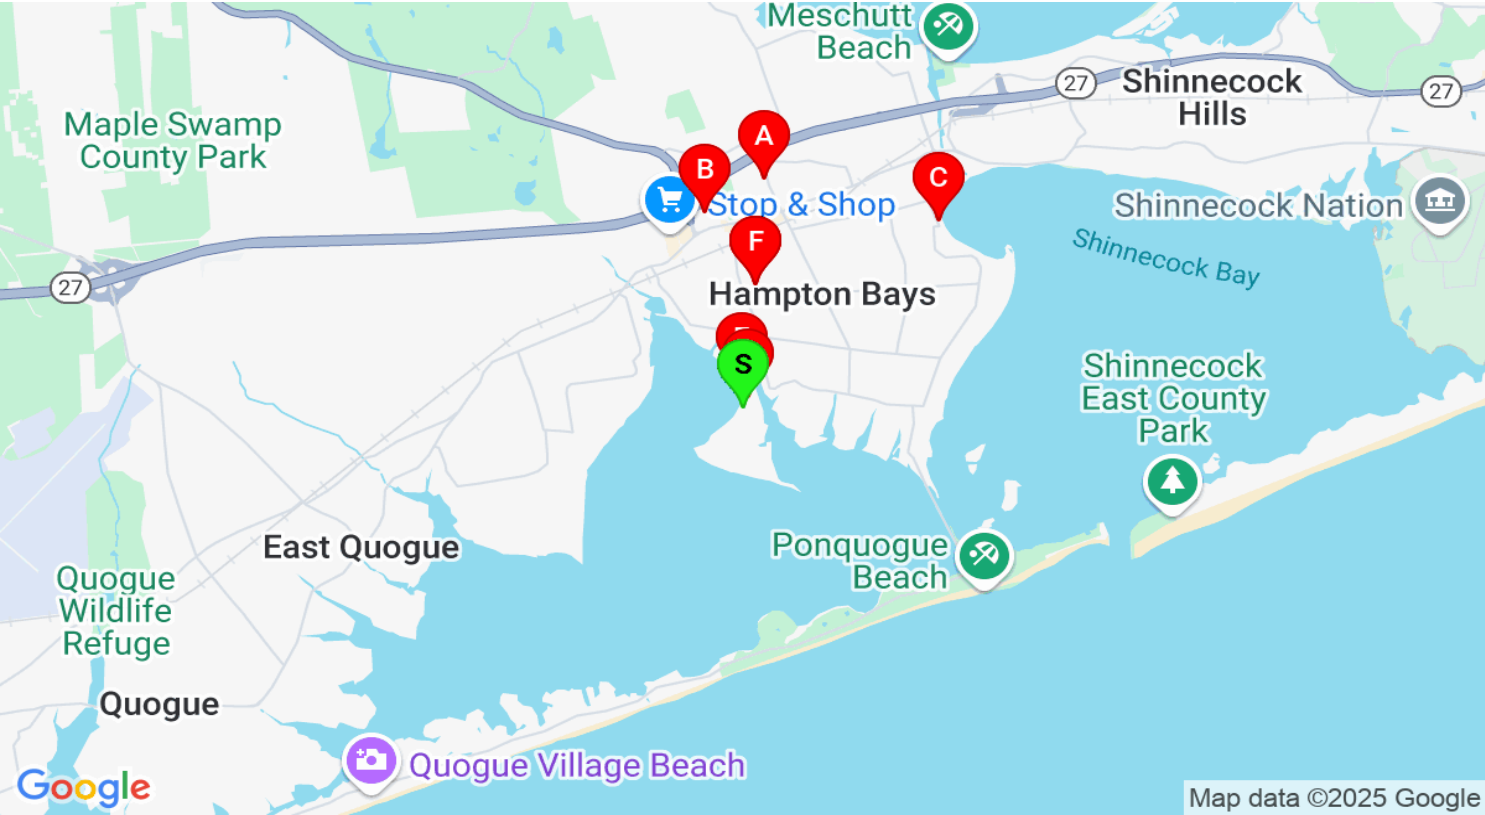 Meschutt
Beach
27
Shinnecock
Hills
27
Maple Swamp
County Park
A
B
C
Stop & Shop
Shinnecock Nation
Shinnecock Bay
F
27
Hampton Bays
S
Shinnecock
East County
Park
East Quogue
Ponquogue
Beach
Quogue
Wildlife
Refuge
Quogue
Quogue Village Beach
Google
Map data ©2025 Google